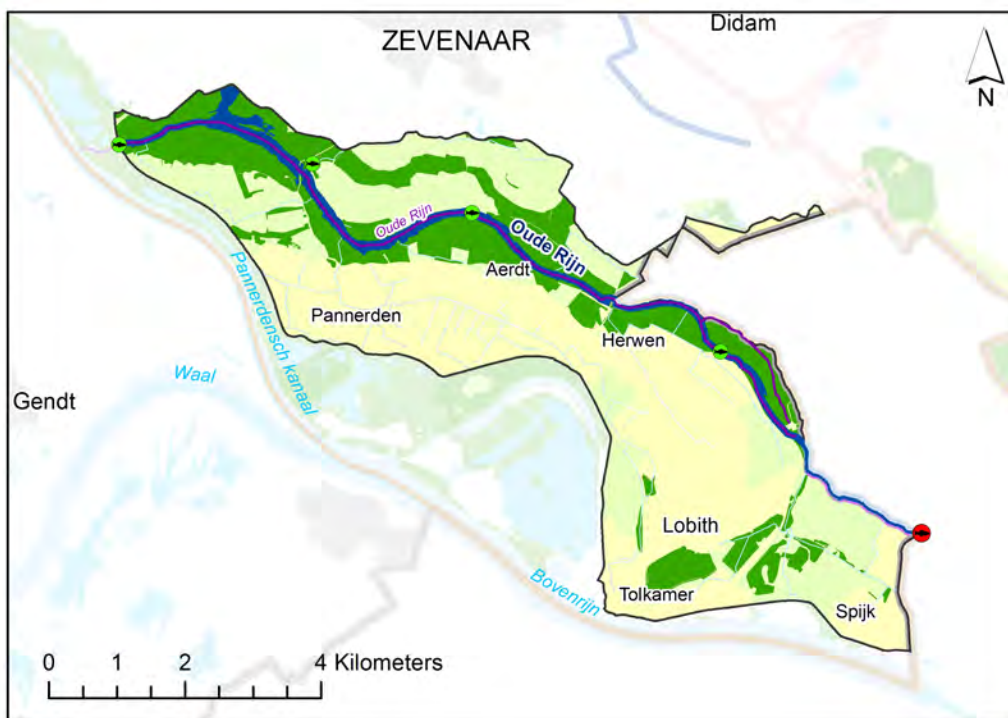 Didam
ZEVENAAR
N
Oude Rijn
Oude Rijn
Aerdt
Pannerdensch kanaal
Pannerden
Herwen
Waal
Gendt
Lobith
Bovenrijn
Tolkamer
Spijk
0 1 2 4 Kilometers